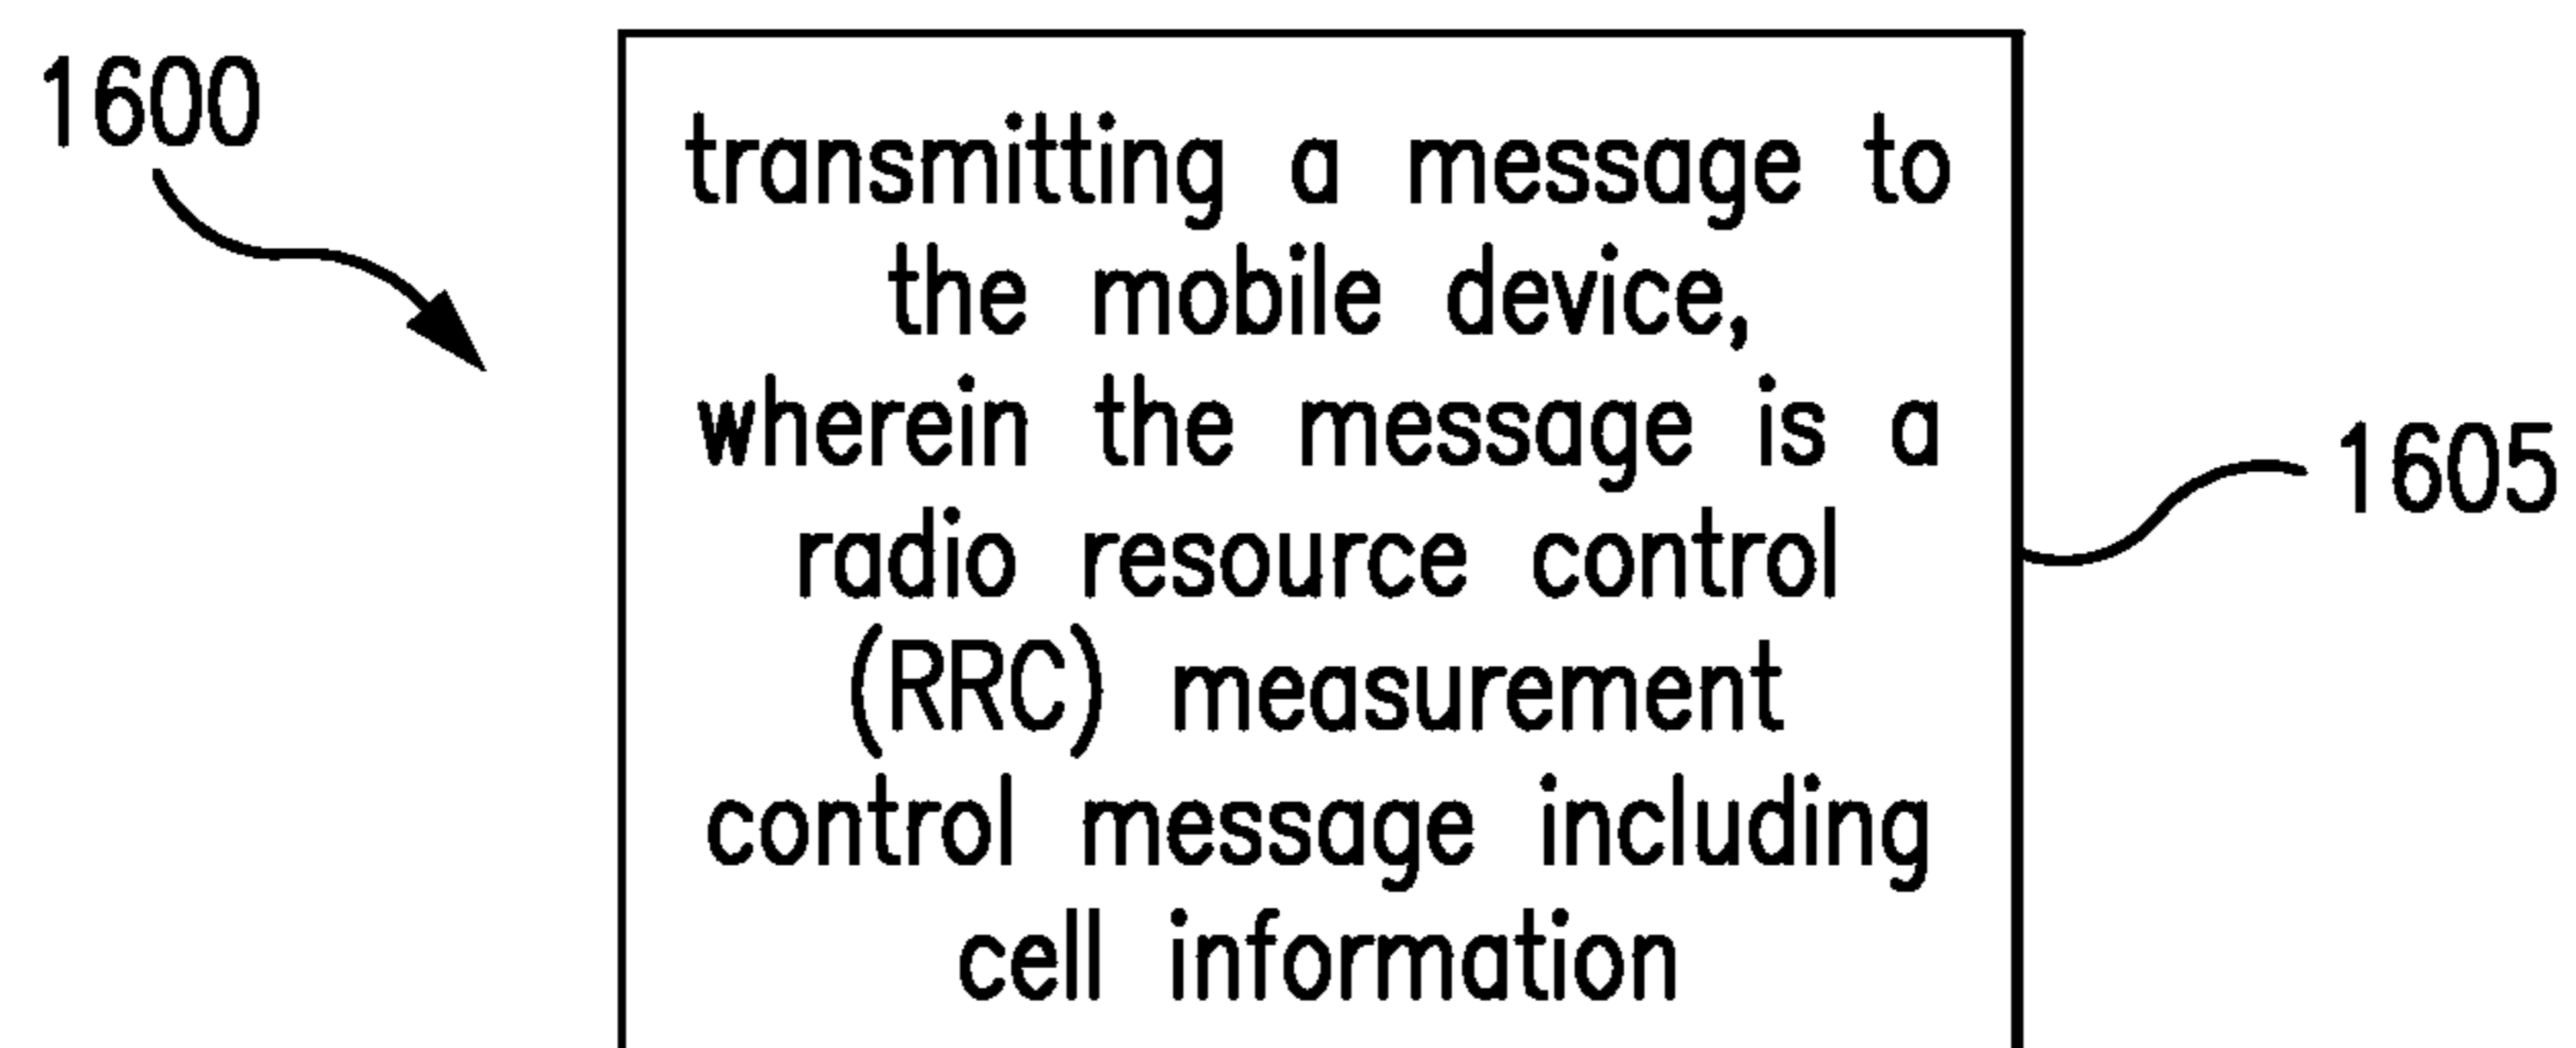 1600
transmitting a message to
the mobile device,
wherein the message is a
radio resource control
(RRC) measurement
control message including
cell information
1605